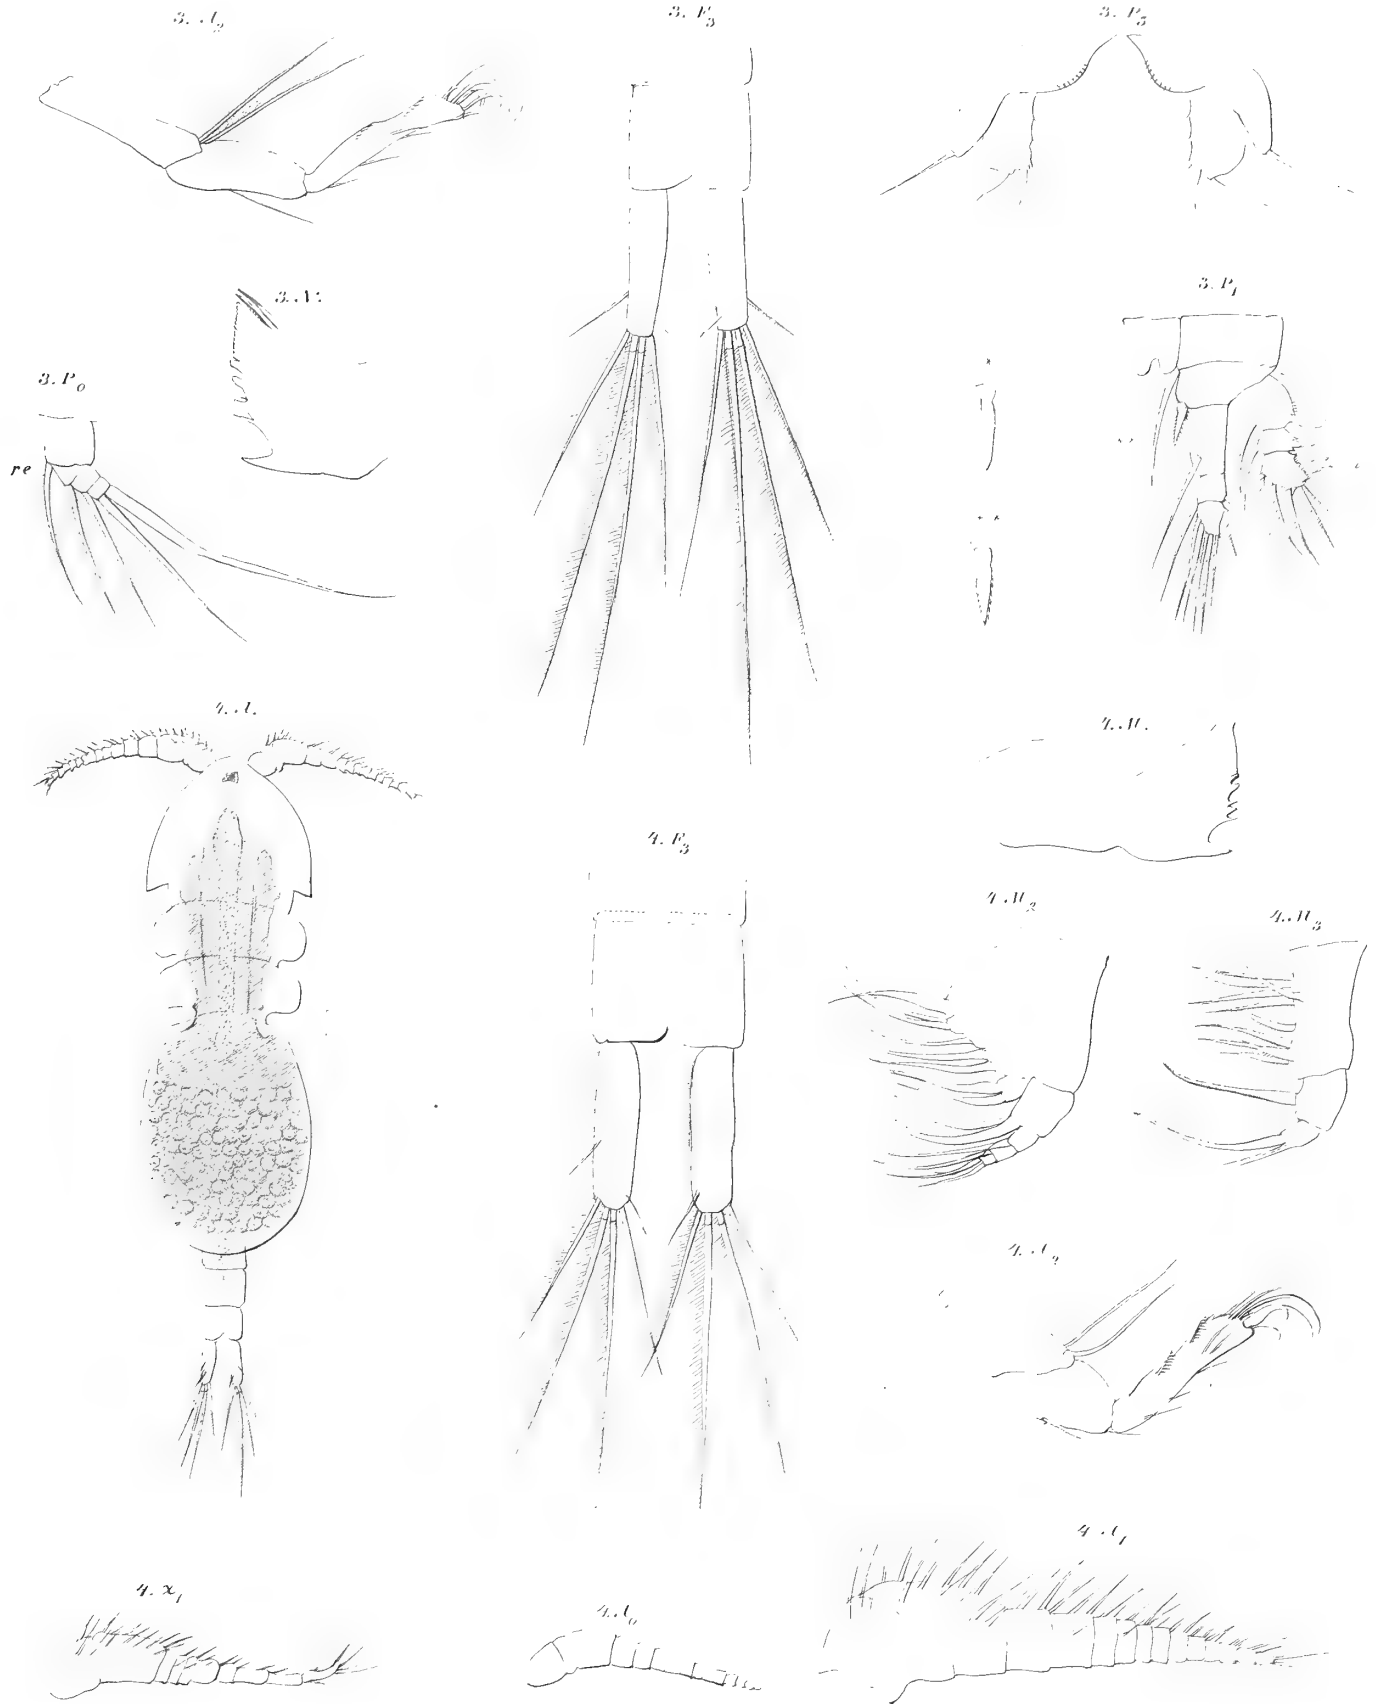 3. A₂
3. F₃
3. P₅
3. M.
3. P₁
3. P₀
re
*
* *
4. A.
4. M.
4. F₃
4. M₂
4. M₃
4. A₂
4. A₁
4. x₁
4. A₀